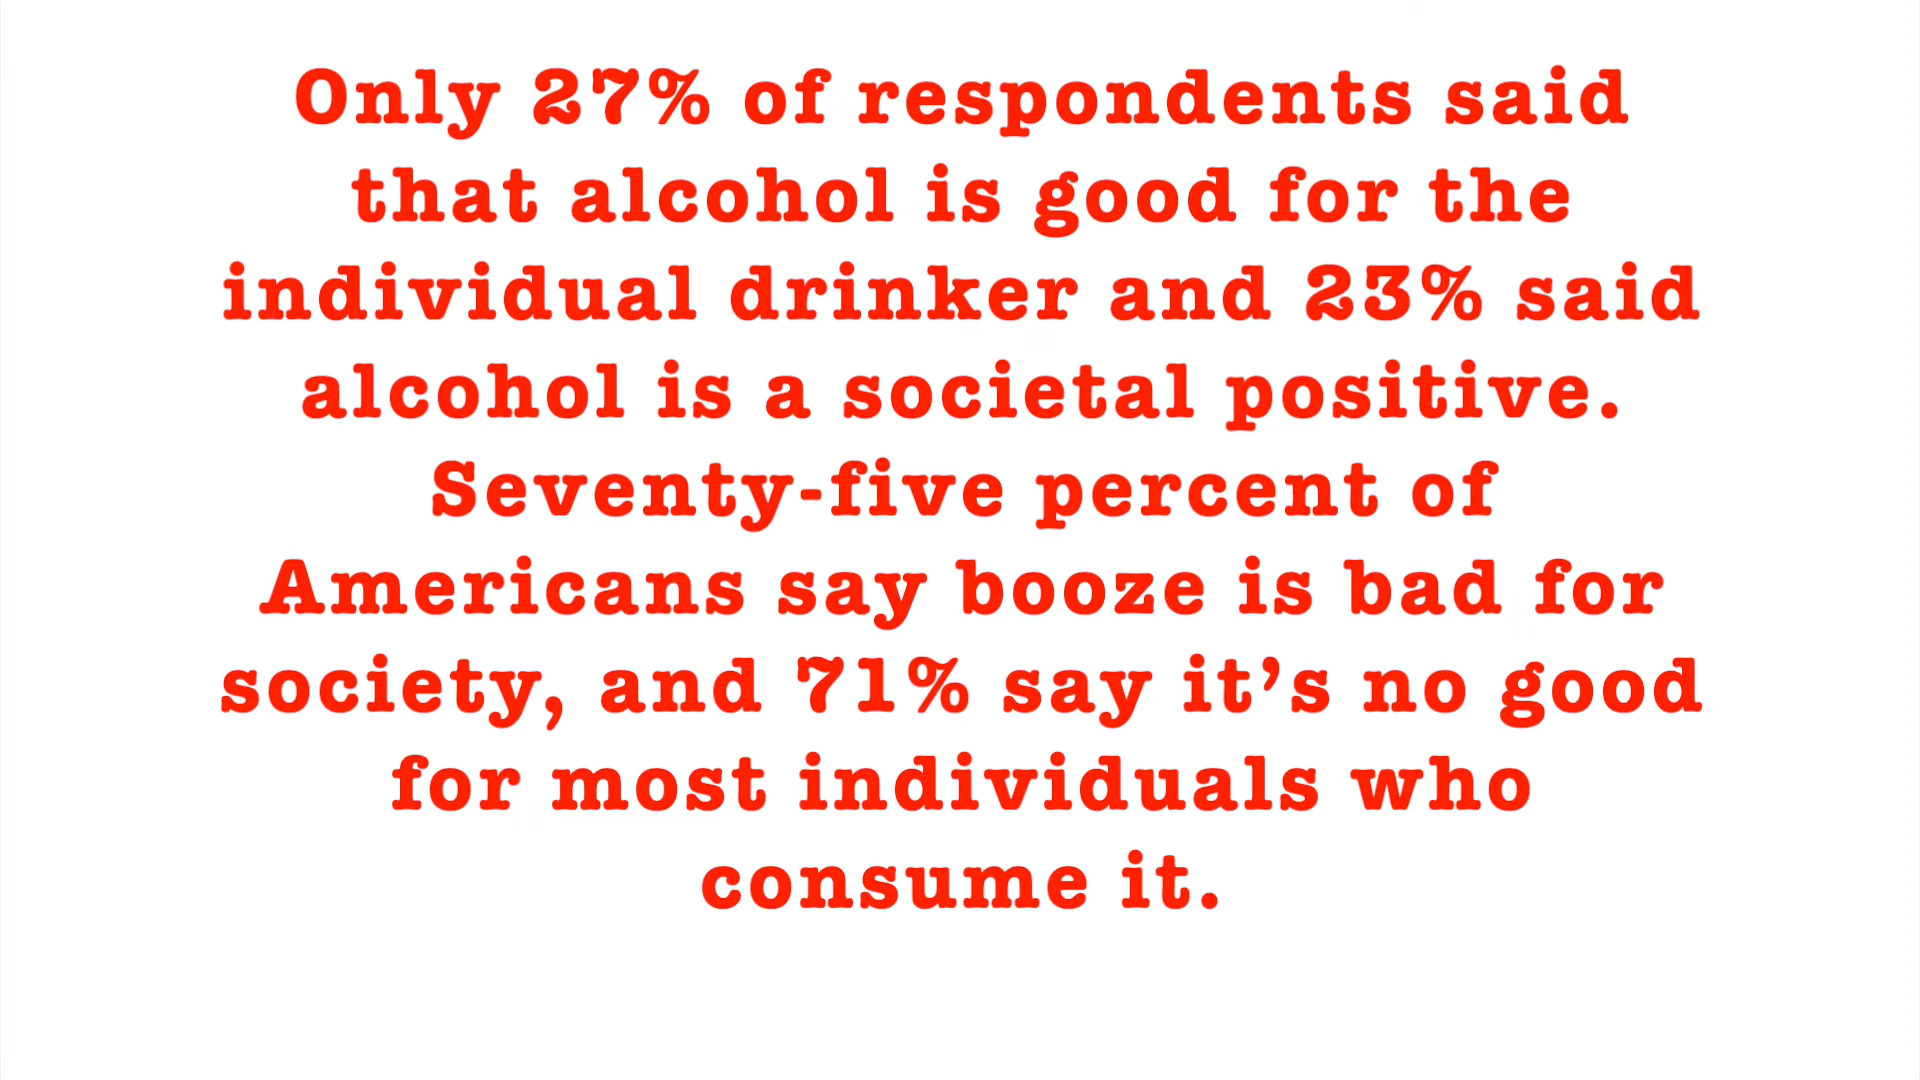 Only 27% of respondents said
that alcohol is good for the
individual drinker and 23% said
alcohol is a societal positive.
Seventy-five percent of
Americans say booze is bad for
society, and 71% say it’s no good
for most individuals who
consume it.